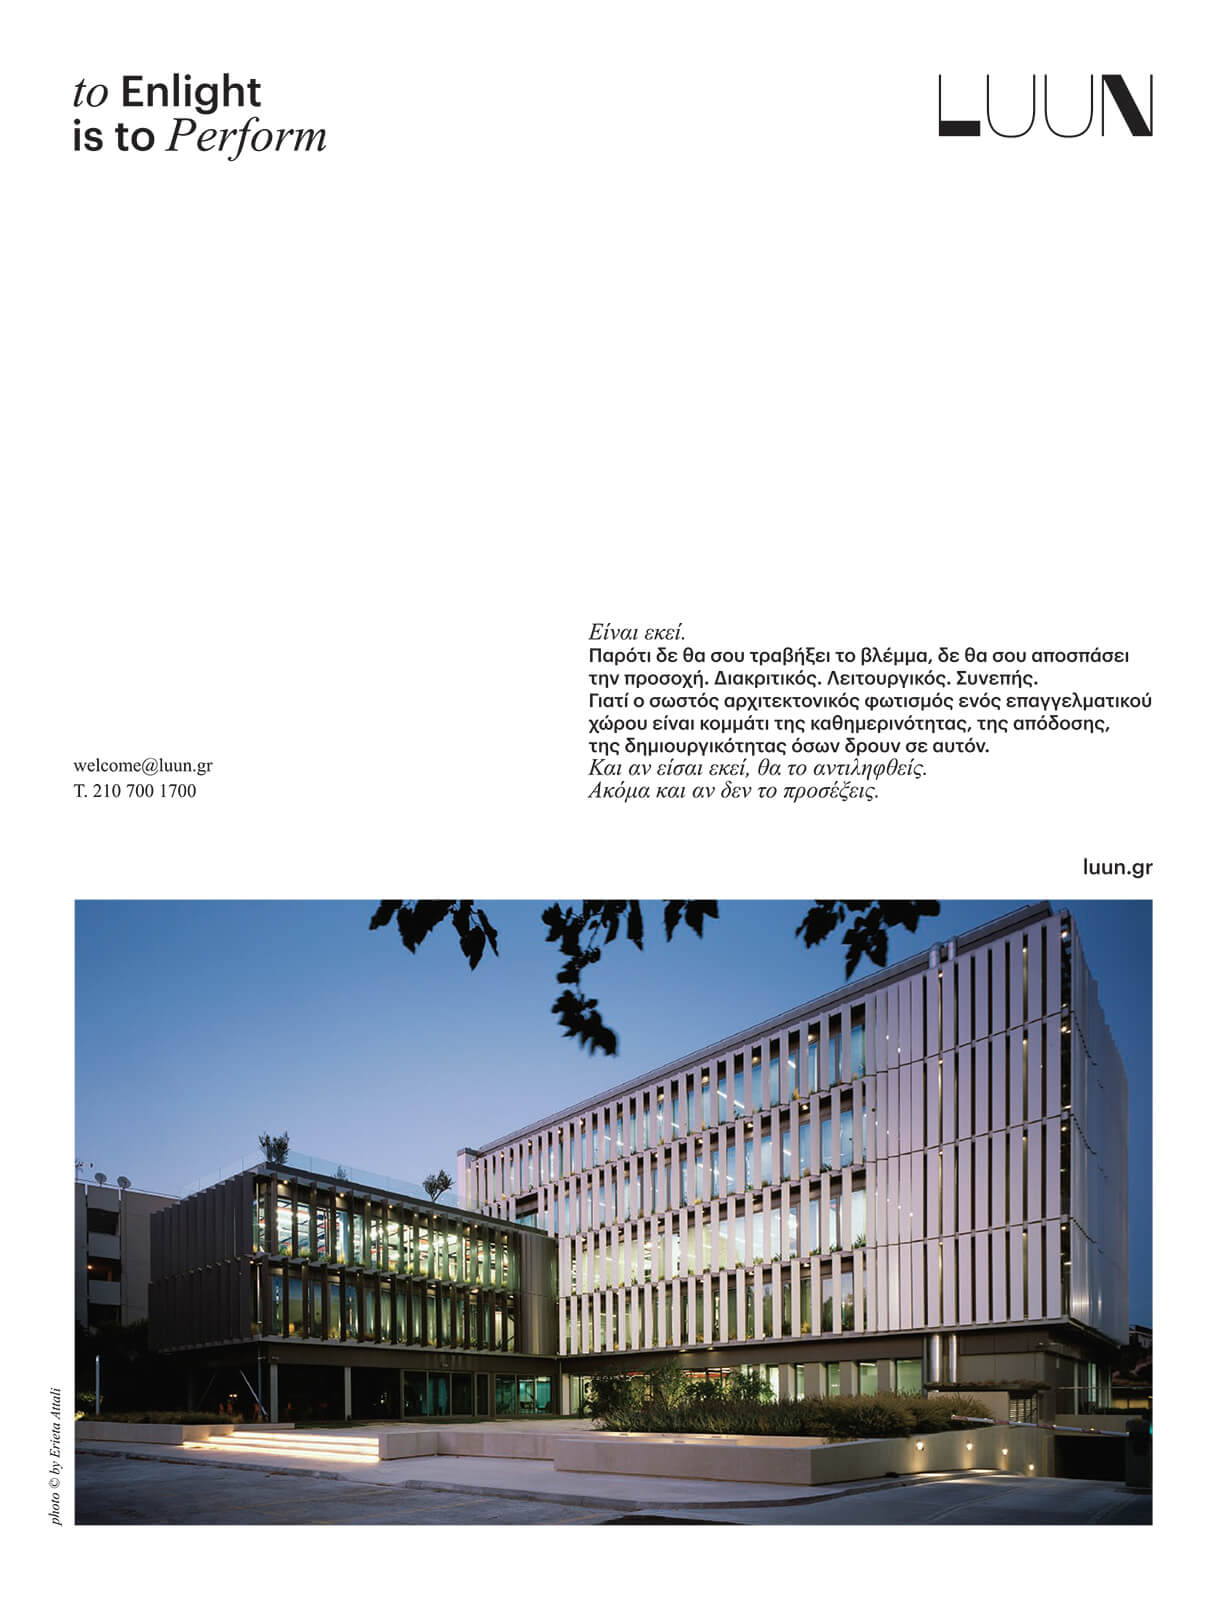 to Enlight
is to Perform
LUUN
Είναι εκεί.
Παρότι δε θα σου τραβήξει το βλέμμα, δε θα σου αποσπάσει
την προσοχή. Διακριτικός. Λειτουργικός. Συνεπής.
Γιατί ο σωστός αρχιτεκτονικός φωτισμός ενός επαγγελματικού
χώρου είναι κομμάτι της καθημερινότητας, της απόδοσης,
της δημιουργικότητας όσων δρουν σε αυτόν.
Και αν είσαι εκεί, θα το αντιληφθείς.
Ακόμα και αν δεν το προσέξεις.
welcome@luun.gr
T. 210 700 1700
luun.gr
photo © by Erieta Attali